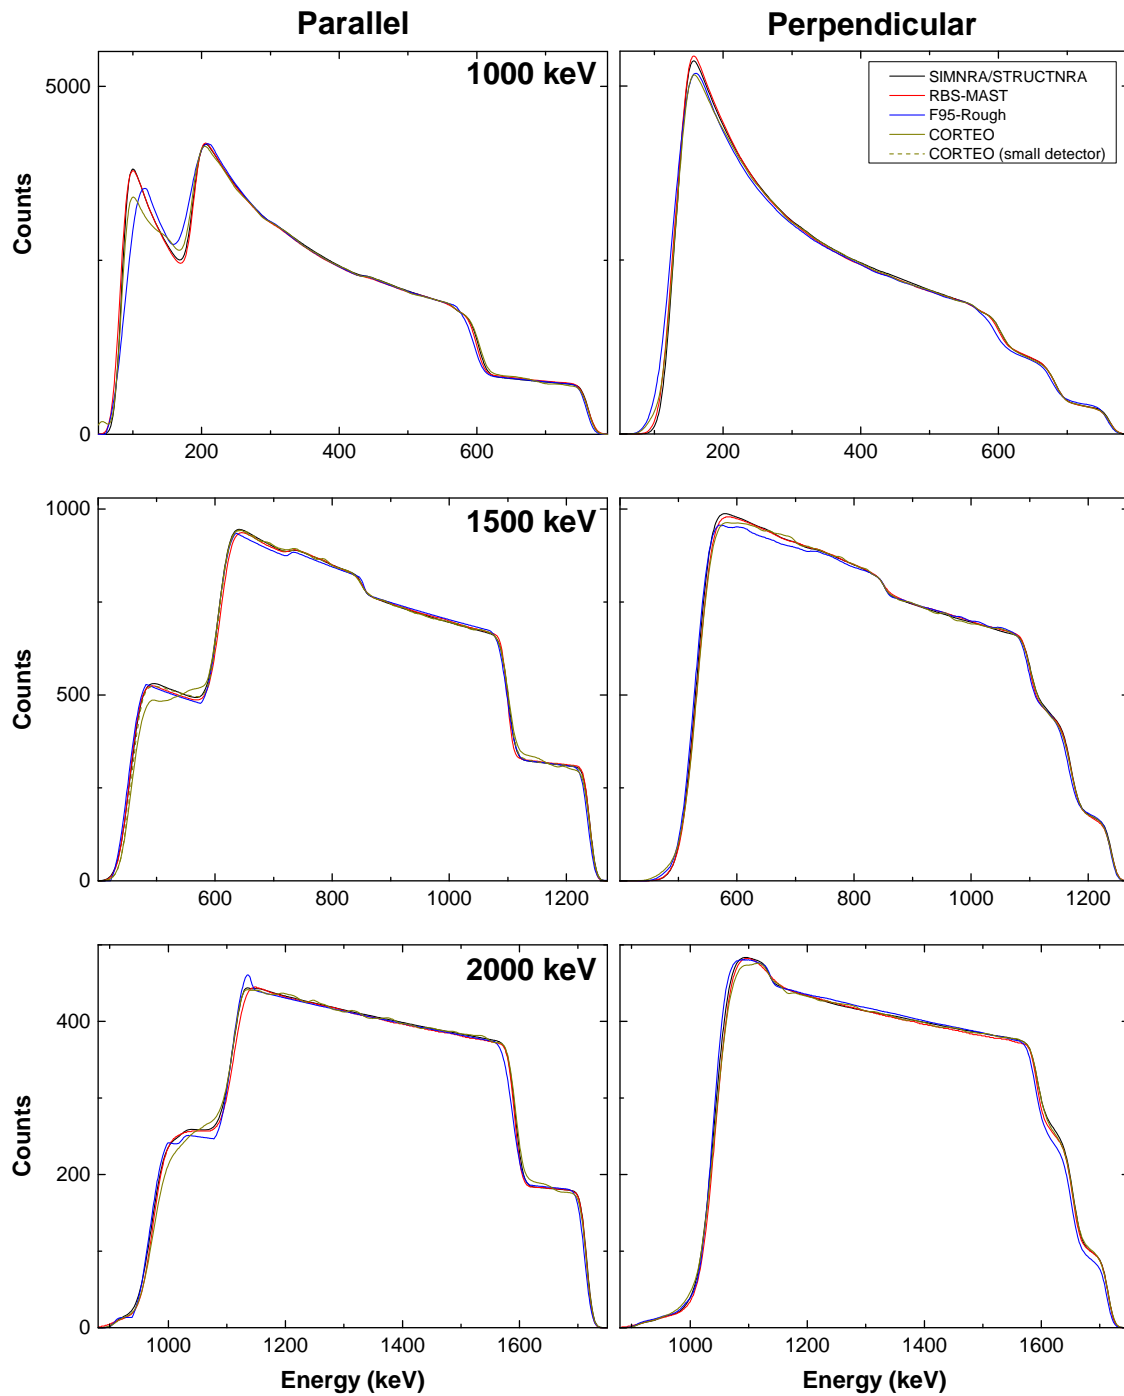 Parallel
Perpendicular
1000 keV
SIMNRA/STRUCTNRA
RBS-MAST
F95-Rough
CORTEO
CORTEO (small detector)
Counts
5000
0
200
400
600
200
400
600
1500 keV
Counts
1000
500
0
600
800
1000
1200
600
800
1000
1200
2000 keV
Counts
400
200
0
1000
1200
1400
1600
1000
1200
1400
1600
Energy (keV)
Energy (keV)